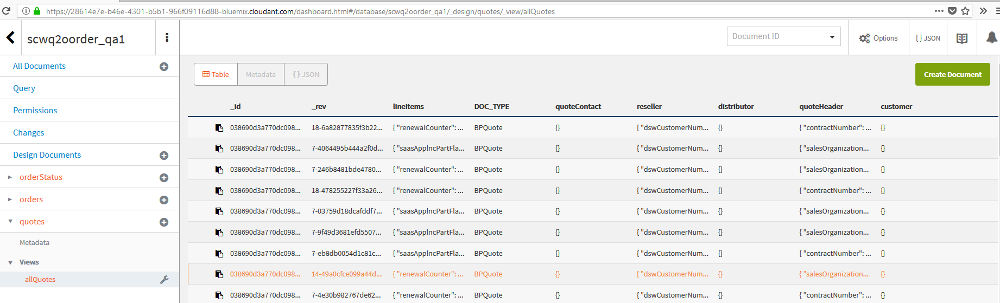 https://28614e7e-b46e-4301-b5b1-966f09116d88-bluemix.cloudant.com/dashboard.html#/database/scwq2oorder_qa1/_design/quotes/_view/allQuotes
scwq2oorder_qa1
Document ID
Options
{ } JSON
All Documents
Query
Permissions
Changes
Design Documents
orderStatus
orders
quotes
Metadata
Views
allQuotes
Table Metadata {} JSON
Create Document
_id _rev lineItems DOC_TYPE quoteContact reseller distributor quoteHeader customer
038690d3a770dc098... 18-6a82877835f3b22... { "renewalCounter": ... BPQuote {} { "dswCustomerNum... {} { "contractNumber": ... {}
038690d3a770dc098... 7-4064495b444a2f0d... { "saasApplncPartFla... BPQuote {} { "dswCustomerNum... {} { "salesOrganization... {}
038690d3a770dc098... 7-246b8481bde4780... { "renewalCounter": ... BPQuote {} { "dswCustomerNum... {} { "salesOrganization... {}
038690d3a770dc098... 18-478255227f33a26... { "renewalCounter": ... BPQuote {} { "dswCustomerNum... {} { "contractNumber": ... {}
038690d3a770dc098... 7-03759d18dcafddf7... { "saasApplncPartFla... BPQuote {} { "dswCustomerNum... {} { "salesOrganization... {}
038690d3a770dc098... 7-9f49d3681efd5507... { "saasApplncPartFla... BPQuote {} { "dswCustomerNum... {} { "salesOrganization... {}
038690d3a770dc098... 7-eb8db0054d1c81c... { "saasApplncPartFla... BPQuote {} { "dswCustomerNum... {} { "contractNumber": ... {}
038690d3a770dc098... 14-49a0cfce099a44d... { "renewalCounter": ... BPQuote {} { "dswCustomerNum... {} { "salesOrganization... {}
038690d3a770dc098... 7-4e30b982767de62... { "renewalCounter": ... BPQuote {} { "dswCustomerNum... {} { "contractNumber": ... {}